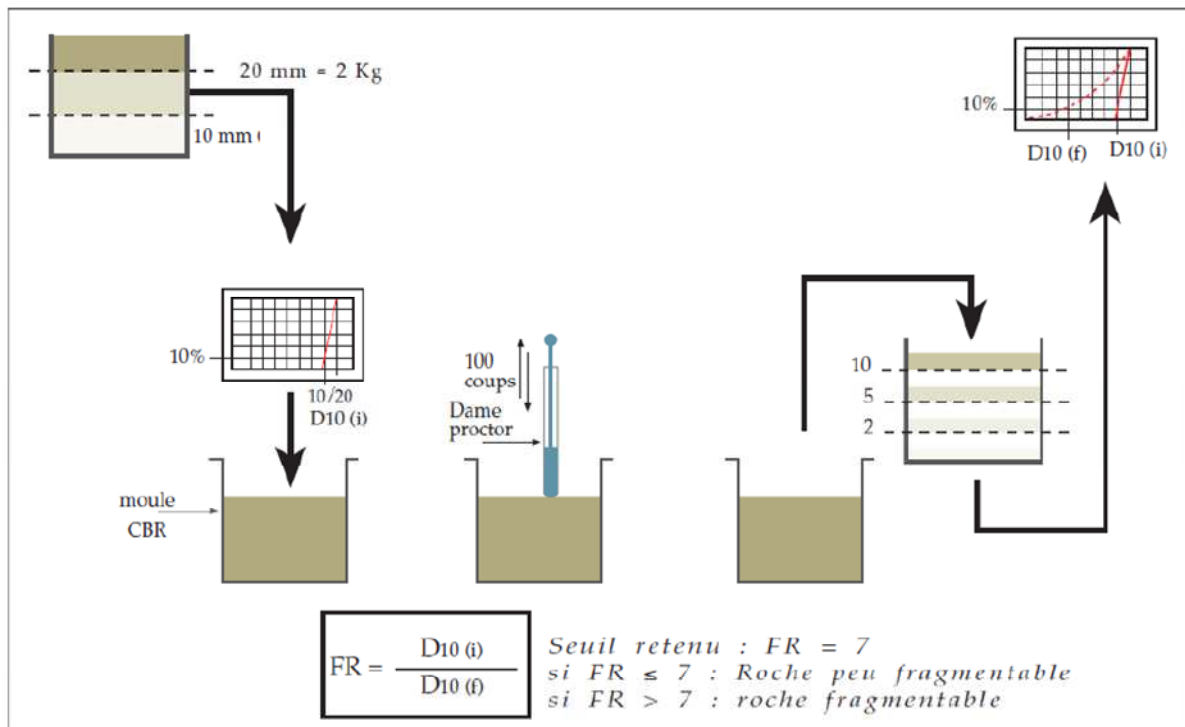 20 mm = 2 Kg
10 mm
10%
10/20
D10 (i)
moule
CBR
100
coups
Dame
proctor
10
5
2
10%
D10 (f)
D10 (i)
FR = D10 (i) / D10 (f)
Seuil retenu : FR = 7
si FR ≤ 7 : Roche peu fragmentable
si FR > 7 : roche fragmentable